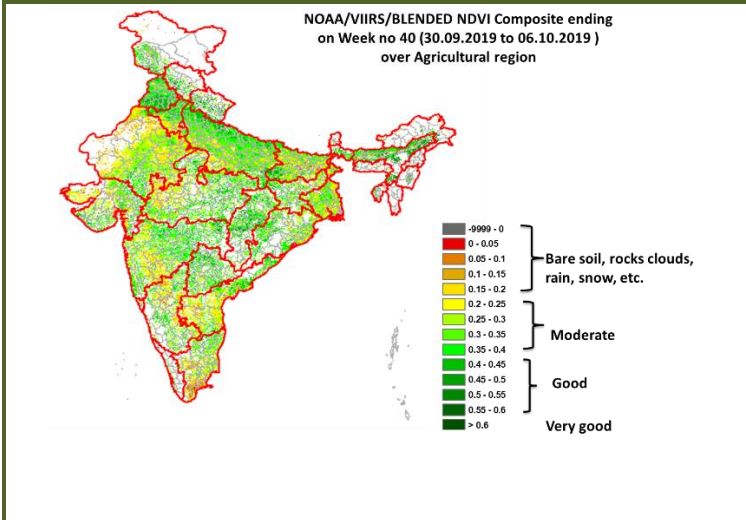 NOAA/VIIRS/BLENDED NDVI Composite ending
on Week no 40 (30.09.2019 to 06.10.2019 )
over Agricultural region
-9999 - 0
0 - 0.05
0.05 - 0.1
0.1 - 0.15
0.15 - 0.2
0.2 - 0.25
0.25 - 0.3
0.3 - 0.35
0.35 - 0.4
0.4 - 0.45
0.45 - 0.5
0.5 - 0.55
0.55 - 0.6
> 0.6
Bare soil, rocks clouds,
rain, snow, etc.
Moderate
Good
Very good